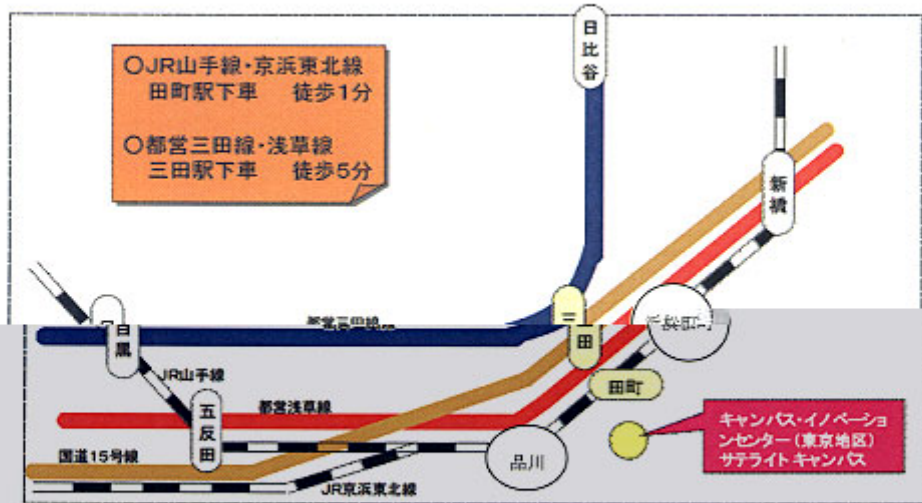 ○JR山手線・京浜東北線
田町駅下車 徒歩1分
○都営三田線・浅草線
三田駅下車 徒歩5分
日比谷
新橋
三田
都営三田線
目黒
JR山手線
田町
五反田
都営浅草線
キャンパス・イノベーションセンター(東京地区)
サテライトキャンパス
国道15号線
品川
JR京浜東北線